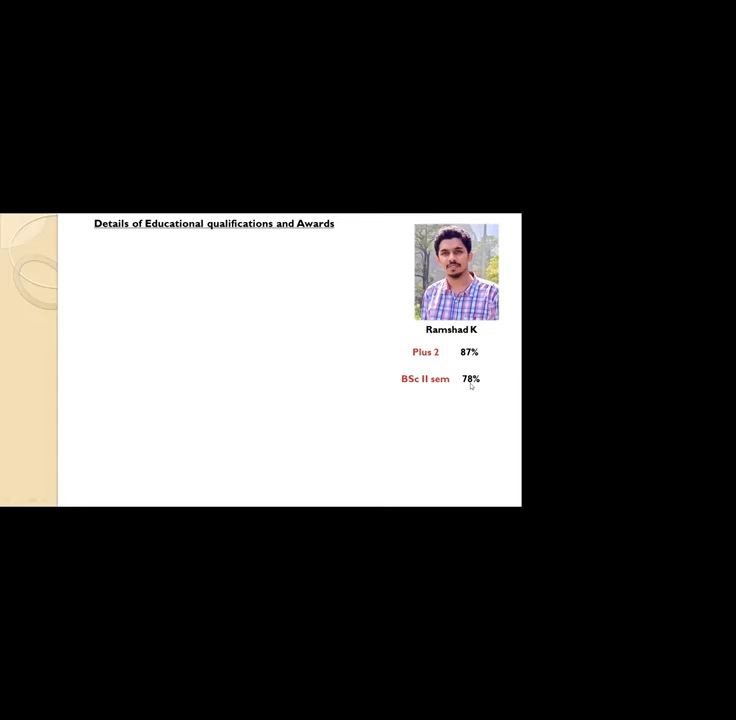 Details of Educational qualifications and Awards
Ramshad K
Plus 2 87%
BSc II sem 78%